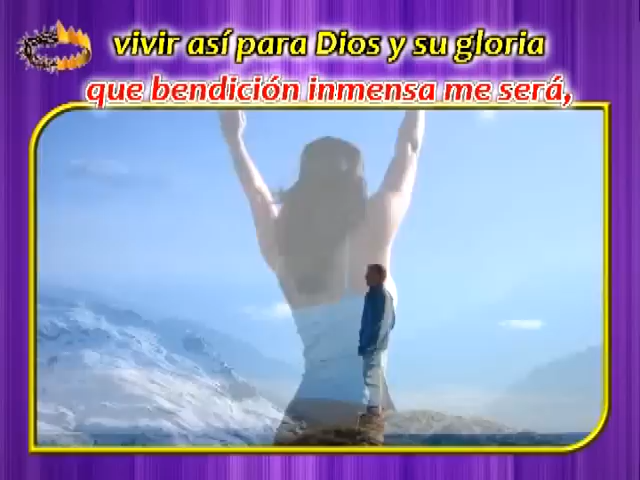 vivir así para Dios y su gloria
que bendición inmensa me será,